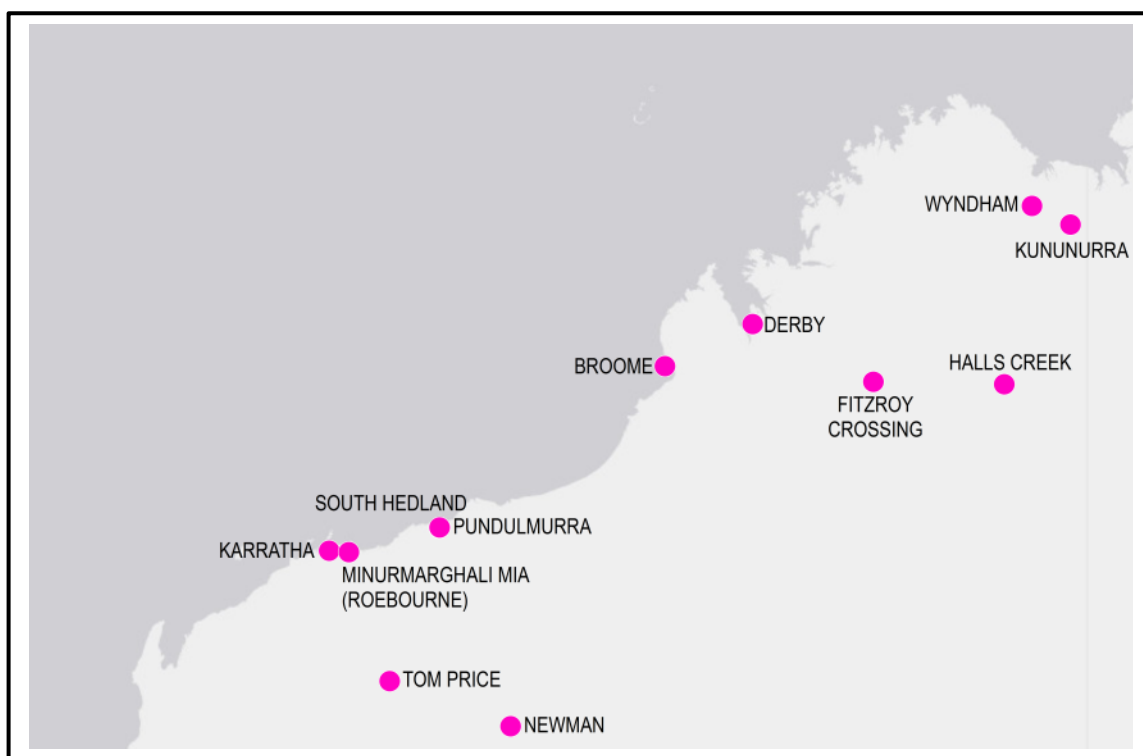 WYNDHAM
KUNUNURRA
DERBY
BROOME
HALLS CREEK
FITZROY
CROSSING
SOUTH HEDLAND
PUNDULMURRA
KARRATHA
MINURMARGHALI MIA
(ROEBOURNE)
TOM PRICE
NEWMAN